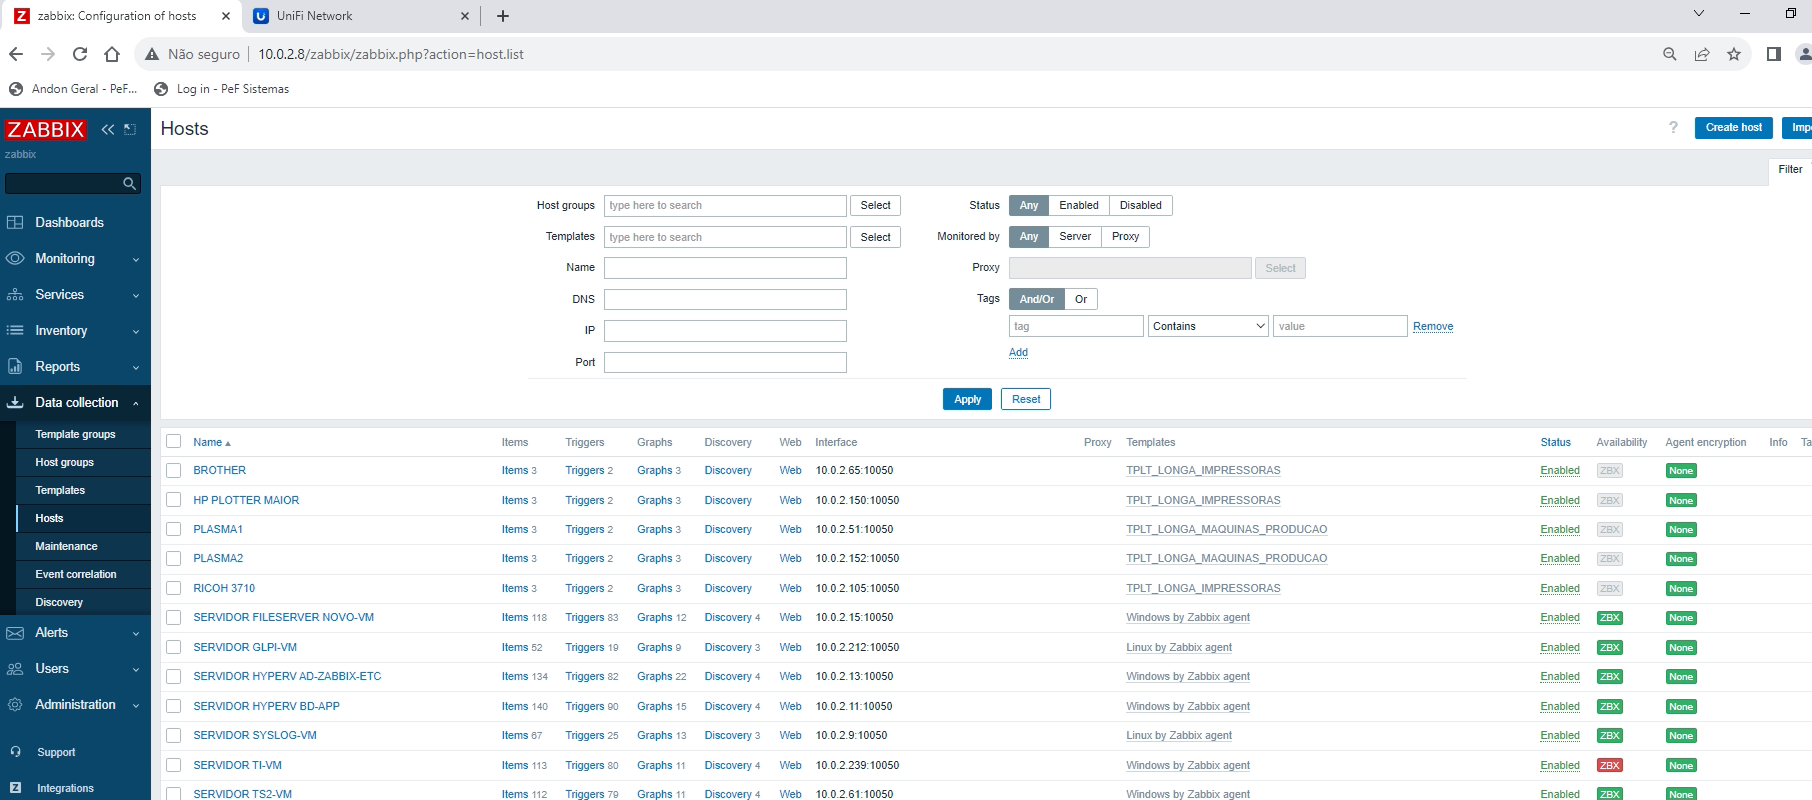 zabbix: Configuration of hosts
UniFi Network
Não seguro 10.0.2.8/zabbix/zabbix.php?action=host.list
Andon Geral - PeF... Log in - PeF Sistemas
ZABBIX
zabbix
Dashboards
Monitoring
Services
Inventory
Reports
Data collection
Template groups
Host groups
Templates
Hosts
Maintenance
Event correlation
Discovery
Alerts
Users
Administration
Support
Integrations
Hosts
? Create host Impo
Filter
Host groups type here to search Select
Templates type here to search Select
Name
DNS
IP
Port
Status Any Enabled Disabled
Monitored by Any Server Proxy
Proxy Select
Tags And/Or Or
tag Contains value Remove
Add
Apply Reset
Name Items Triggers Graphs Discovery Web Interface Proxy Templates Status Availability Agent encryption Info Ta
BROTHER Items 3 Triggers 2 Graphs 3 Discovery Web 10.0.2.65:10050 TPLT_LONGA_IMPRESSORAS Enabled ZBX None
HP PLOTTER MAIOR Items 3 Triggers 2 Graphs 3 Discovery Web 10.0.2.150:10050 TPLT_LONGA_IMPRESSORAS Enabled ZBX None
PLASMA1 Items 3 Triggers 2 Graphs 3 Discovery Web 10.0.2.51:10050 TPLT_LONGA_MAQUINAS_PRODUCAO Enabled ZBX None
PLASMA2 Items 3 Triggers 2 Graphs 3 Discovery Web 10.0.2.152:10050 TPLT_LONGA_MAQUINAS_PRODUCAO Enabled ZBX None
RICOH 3710 Items 3 Triggers 2 Graphs 3 Discovery Web 10.0.2.105:10050 TPLT_LONGA_IMPRESSORAS Enabled ZBX None
SERVIDOR FILESERVER NOVO-VM Items 118 Triggers 83 Graphs 12 Discovery 4 Web 10.0.2.15:10050 Windows by Zabbix agent Enabled ZBX None
SERVIDOR GLPI-VM Items 52 Triggers 19 Graphs 9 Discovery 3 Web 10.0.2.212:10050 Linux by Zabbix agent Enabled ZBX None
SERVIDOR HYPERV AD-ZABBIX-ETC Items 134 Triggers 82 Graphs 22 Discovery 4 Web 10.0.2.13:10050 Windows by Zabbix agent Enabled ZBX None
SERVIDOR HYPERV BD-APP Items 140 Triggers 90 Graphs 15 Discovery 4 Web 10.0.2.11:10050 Windows by Zabbix agent Enabled ZBX None
SERVIDOR SYSLOG-VM Items 67 Triggers 25 Graphs 13 Discovery 3 Web 10.0.2.9:10050 Linux by Zabbix agent Enabled ZBX None
SERVIDOR TI-VM Items 113 Triggers 80 Graphs 11 Discovery 4 Web 10.0.2.239:10050 Windows by Zabbix agent Enabled ZBX None
SERVIDOR TS2-VM Items 112 Triggers 79 Graphs 11 Discovery 4 Web 10.0.2.61:10050 Windows by Zabbix agent Enabled ZBX None